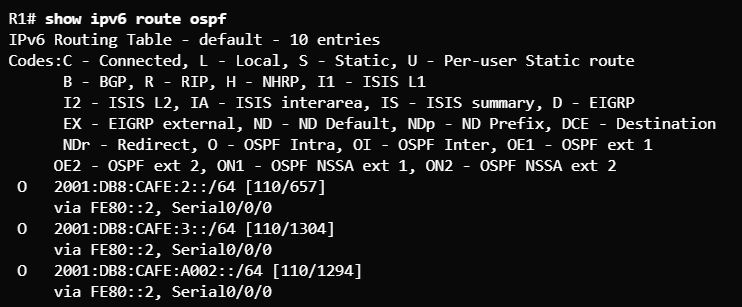 R1# show ipv6 route ospf
IPv6 Routing Table - default - 10 entries
Codes:C - Connected, L - Local, S - Static, U - Per-user Static route
B - BGP, R - RIP, H - NHRP, I1 - ISIS L1
I2 - ISIS L2, IA - ISIS interarea, IS - ISIS summary, D - EIGRP
EX - EIGRP external, ND - ND Default, NDp - ND Prefix, DCE - Destination
NDr - Redirect, O - OSPF Intra, OI - OSPF Inter, OE1 - OSPF ext 1
OE2 - OSPF ext 2, ON1 - OSPF NSSA ext 1, ON2 - OSPF NSSA ext 2
O 2001:DB8:CAFE:2::/64 [110/657]
via FE80::2, Serial0/0/0
O 2001:DB8:CAFE:3::/64 [110/1304]
via FE80::2, Serial0/0/0
O 2001:DB8:CAFE:A002::/64 [110/1294]
via FE80::2, Serial0/0/0